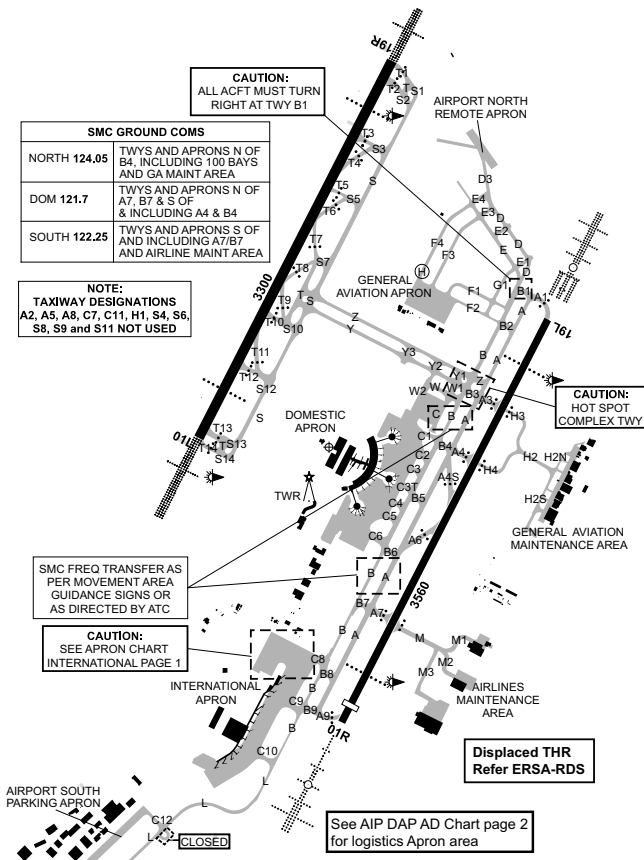 19R
CAUTION:
ALL ACFT MUST TURN
RIGHT AT TWY B1
T1
T2
T
S1
S2
AIRPORT NORTH
REMOTE APRON
SMC GROUND COMS
NORTH 124.05
TWYS AND APRONS N OF
B4, INCLUDING 100 BAYS
AND GA MAINT AREA
DOM 121.7
TWYS AND APRONS N OF
A7, B7 & S OF
& INCLUDING A4 & B4
SOUTH 122.25
TWYS AND APRONS S OF
AND INCLUDING A7/B7
AND AIRLINE MAINT AREA
T3
S3
T4
S
T5
S5
T6
D3
E4
E3
D
E2
D
E
E1
D
F4
F3
T7
S7
T8
H
GENERAL
AVIATION APRON
G1
B1
F1
F2
A
A1
B2
19L
NOTE:
TAXIWAY DESIGNATIONS
A2, A5, A8, C7, C11, H1, S4, S6,
S8, S9 and S11 NOT USED
3300
T9
T
S
T10
S10
Z
Y
Y3
Y2
Y1
B
A
Z
W
W1
W2
B3
A3
H3
CAUTION:
HOT SPOT
COMPLEX TWY
T11
T12
S12
S
C
B
A
DOMESTIC
APRON
C1
C2
B4
A4
H4
H2
H2N
H2S
C3
A4S
C3T
B5
C4
C5
01L
T13
S13
T14
T
S14
TWR
GENERAL AVIATION
MAINTENANCE AREA
C6
A6
B6
SMC FREQ TRANSFER AS
PER MOVEMENT AREA
GUIDANCE SIGNS OR
AS DIRECTED BY ATC
B
A
3560
B7
A7
B
A
M
M1
M2
M3
CAUTION:
SEE APRON CHART
INTERNATIONAL PAGE 1
C8
B8
INTERNATIONAL
APRON
B
C9
B9
A9
B
01R
AIRLINES
MAINTENANCE
AREA
C10
Displaced THR
Refer ERSA-RDS
L
AIRPORT SOUTH
PARKING APRON
L
C12
L
CLOSED
See AIP DAP AD Chart page 2
for logistics Apron area